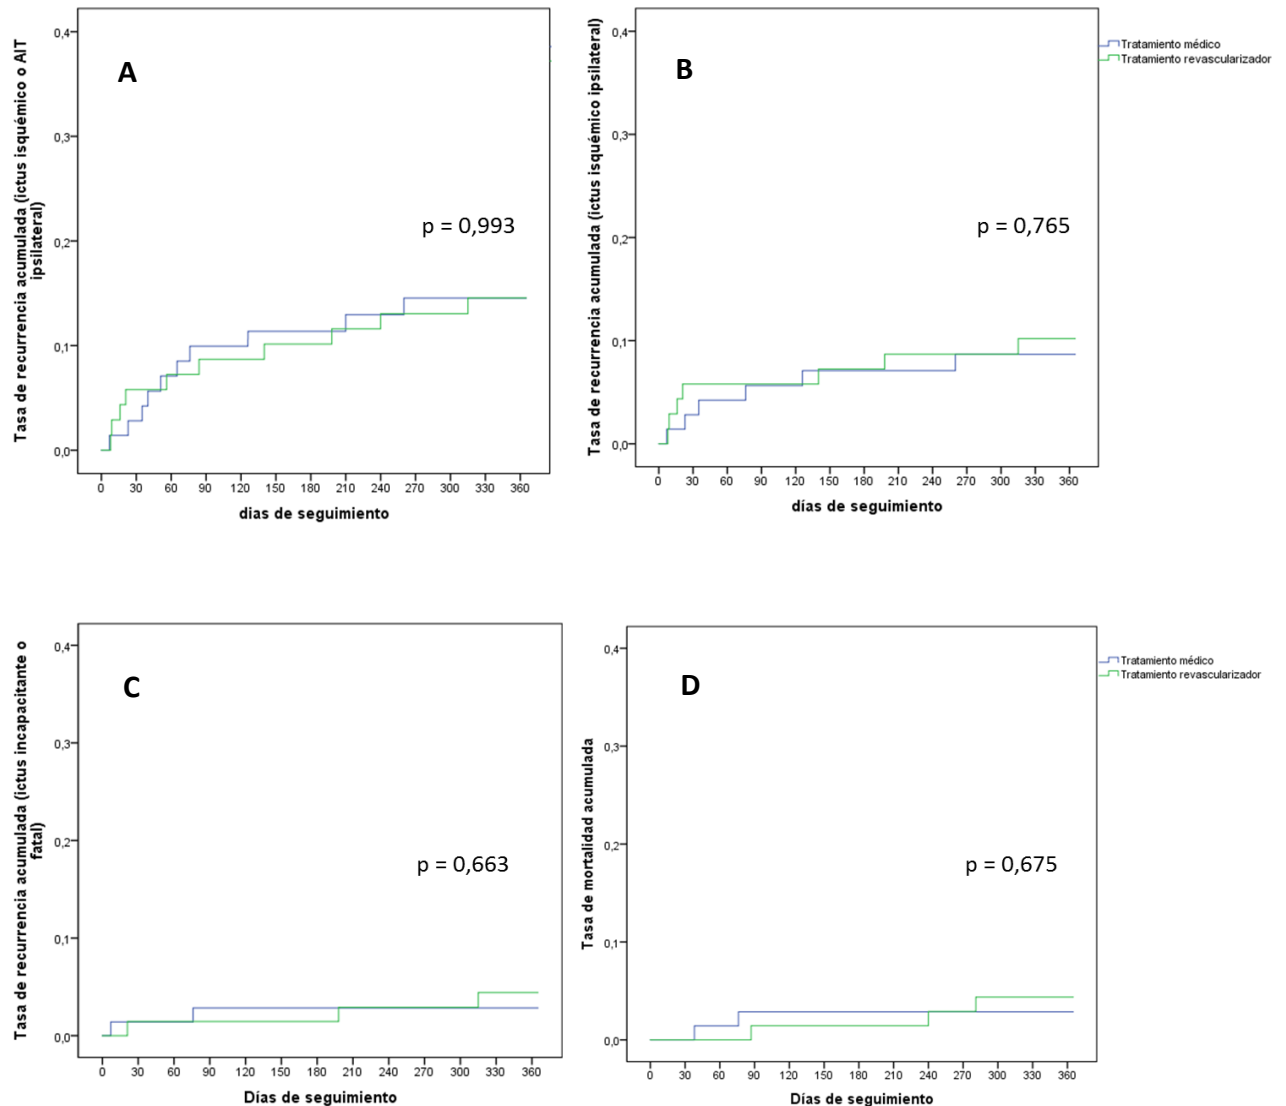 A
Tasa de recurrencia acumulada (ictus isquémico o AIT
ipsilateral)
0,4
0,3
0,2
0,1
0,0
p = 0,993
0 30 60 90 120 150 180 210 240 270 300 330 360
dias de seguimiento
B
Tasa de recurrencia acumulada (ictus isquémico ipsilateral)
0,4
0,3
0,2
0,1
0,0
p = 0,765
0 30 60 90 120 150 180 210 240 270 300 330 360
días de seguimiento
Tratamiento médico
Tratamiento revascularizador
C
Tasa de recurrencia acumulada (ictus incapacitante o
fatal)
0,4
0,3
0,2
0,1
0,0
p = 0,663
0 30 60 90 120 150 180 210 240 270 300 330 360
Días de seguimiento
D
Tasa de mortalidad acumulada
0,4
0,3
0,2
0,1
0,0
p = 0,675
0 30 60 90 120 150 180 210 240 270 300 330 360
Días de seguimiento
Tratamiento médico
Tratamiento revascularizador